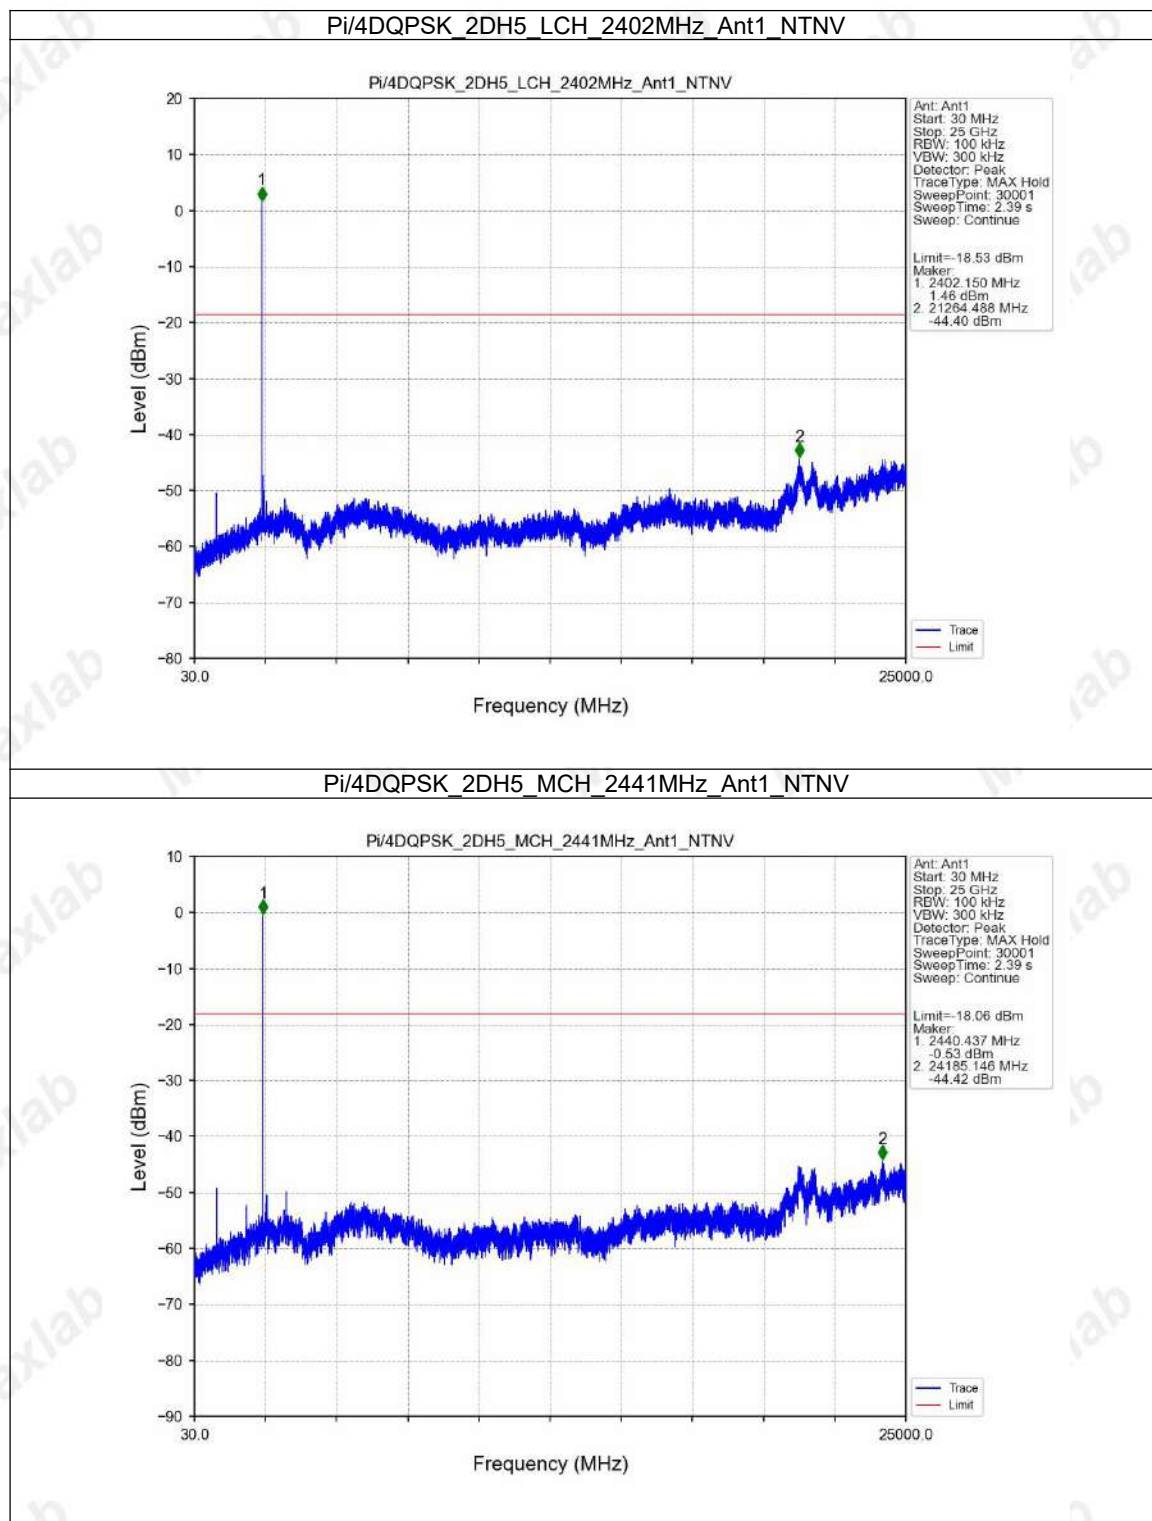 Pi/4DQPSK_2DH5_LCH_2402MHz_Ant1_NTNV
Pi/4DQPSK_2DH5_LCH_2402MHz_Ant1_NTNV
20
10
0
−10
−20
−30
−40
−50
−60
−70
−80
Level (dBm)
1
2
30.0
25000.0
Frequency (MHz)
Ant: Ant1
Start: 30 MHz
Stop: 25 GHz
RBW: 100 kHz
VBW: 300 kHz
Detector: Peak
TraceType: MAX Hold
SweepPoint: 30001
SweepTime: 2.39 s
Sweep: Continue
Limit=-18.53 dBm
Maker:
1. 2402.150 MHz
1.46 dBm
2. 21264.488 MHz
-44.40 dBm
Trace
Limit
Pi/4DQPSK_2DH5_MCH_2441MHz_Ant1_NTNV
Pi/4DQPSK_2DH5_MCH_2441MHz_Ant1_NTNV
10
0
−10
−20
−30
−40
−50
−60
−70
−80
−90
Level (dBm)
1
2
30.0
25000.0
Frequency (MHz)
Ant: Ant1
Start: 30 MHz
Stop: 25 GHz
RBW: 100 kHz
VBW: 300 kHz
Detector: Peak
TraceType: MAX Hold
SweepPoint: 30001
SweepTime: 2.39 s
Sweep: Continue
Limit=-18.06 dBm
Maker:
1. 2440.437 MHz
-0.53 dBm
2. 24185.146 MHz
-44.42 dBm
Trace
Limit